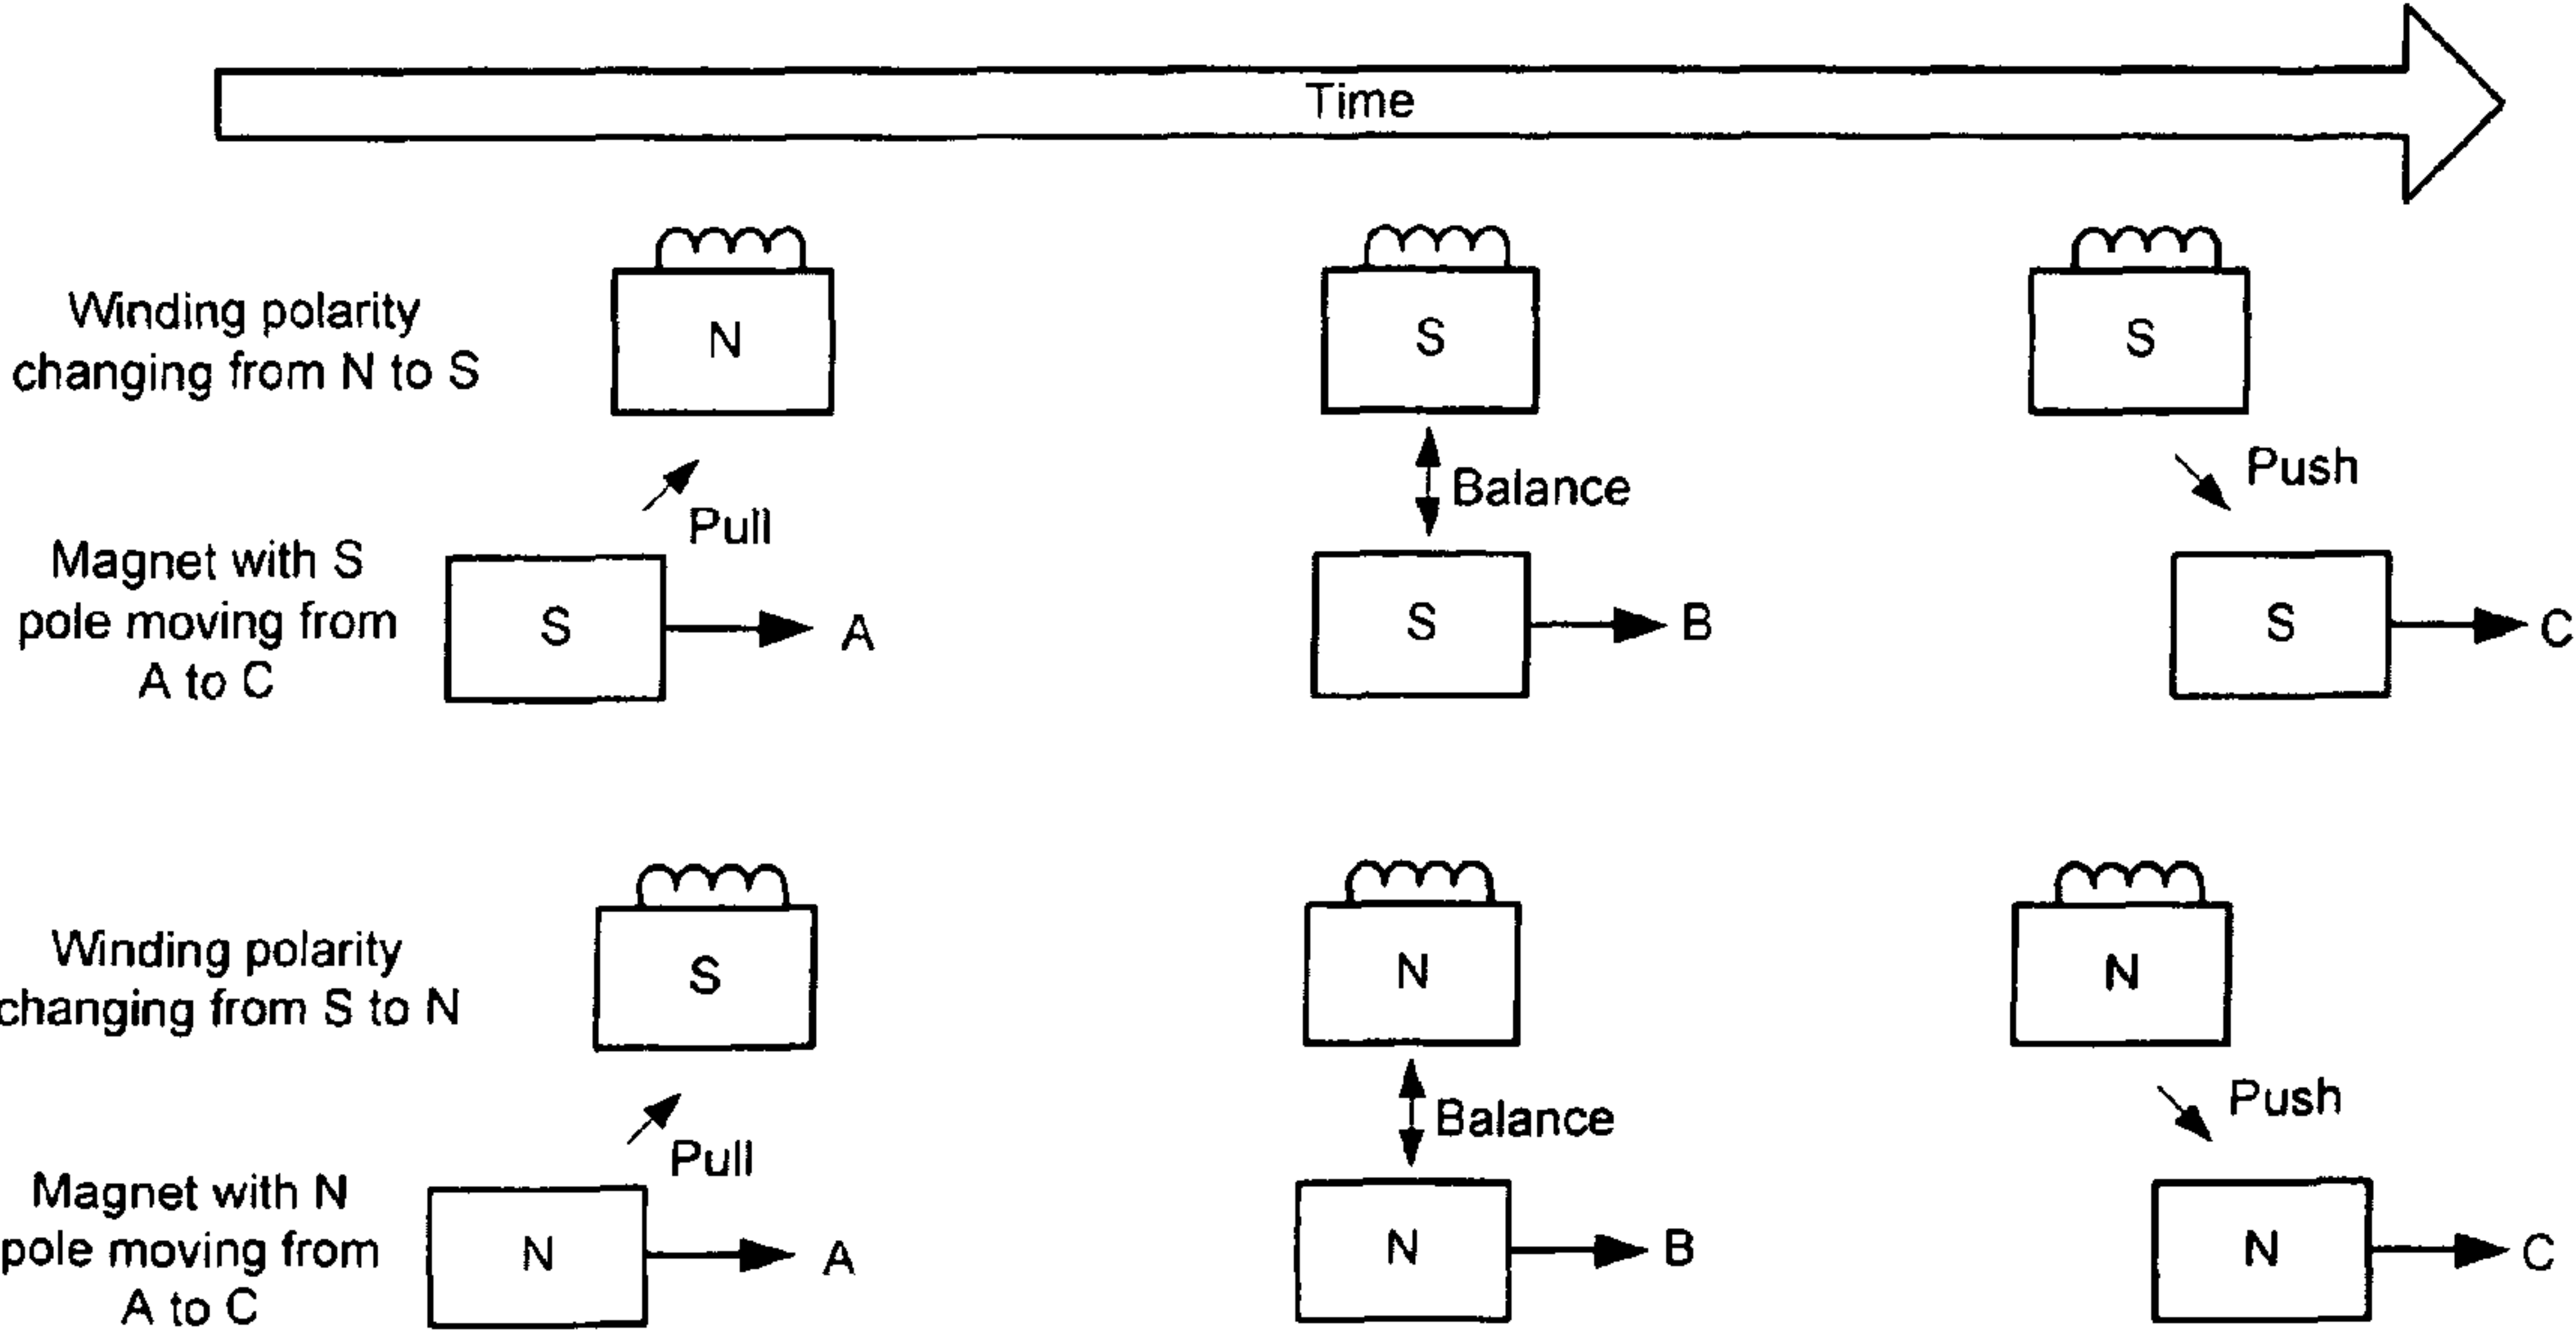 Time
Winding polarity
changing from N to S
N
S
S
Pull
Balance
Push
Magnet with S
pole moving from
A to C
S
A
S
B
S
C
Winding polarity
changing from S to N
S
N
N
Pull
Balance
Push
Magnet with N
pole moving from
A to C
N
A
N
B
N
C